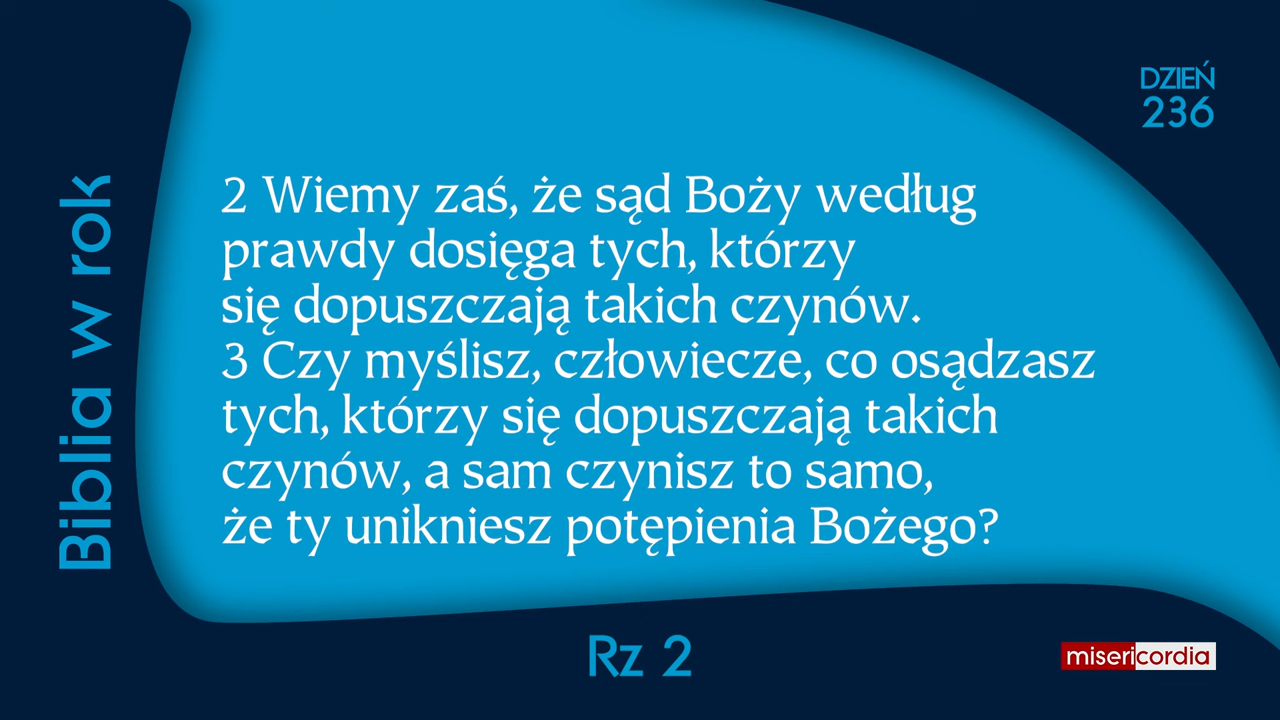 Biblia w rok
DZIEŃ
236
2 Wiemy zaś, że sąd Boży według
prawdy dosięga tych, którzy
się dopuszczają takich czynów.
3 Czy myślisz, człowiecze, co osądzasz
tych, którzy się dopuszczają takich
czynów, a sam czynisz to samo,
że ty unikniesz potępienia Bożego?
Rz 2
misericordia